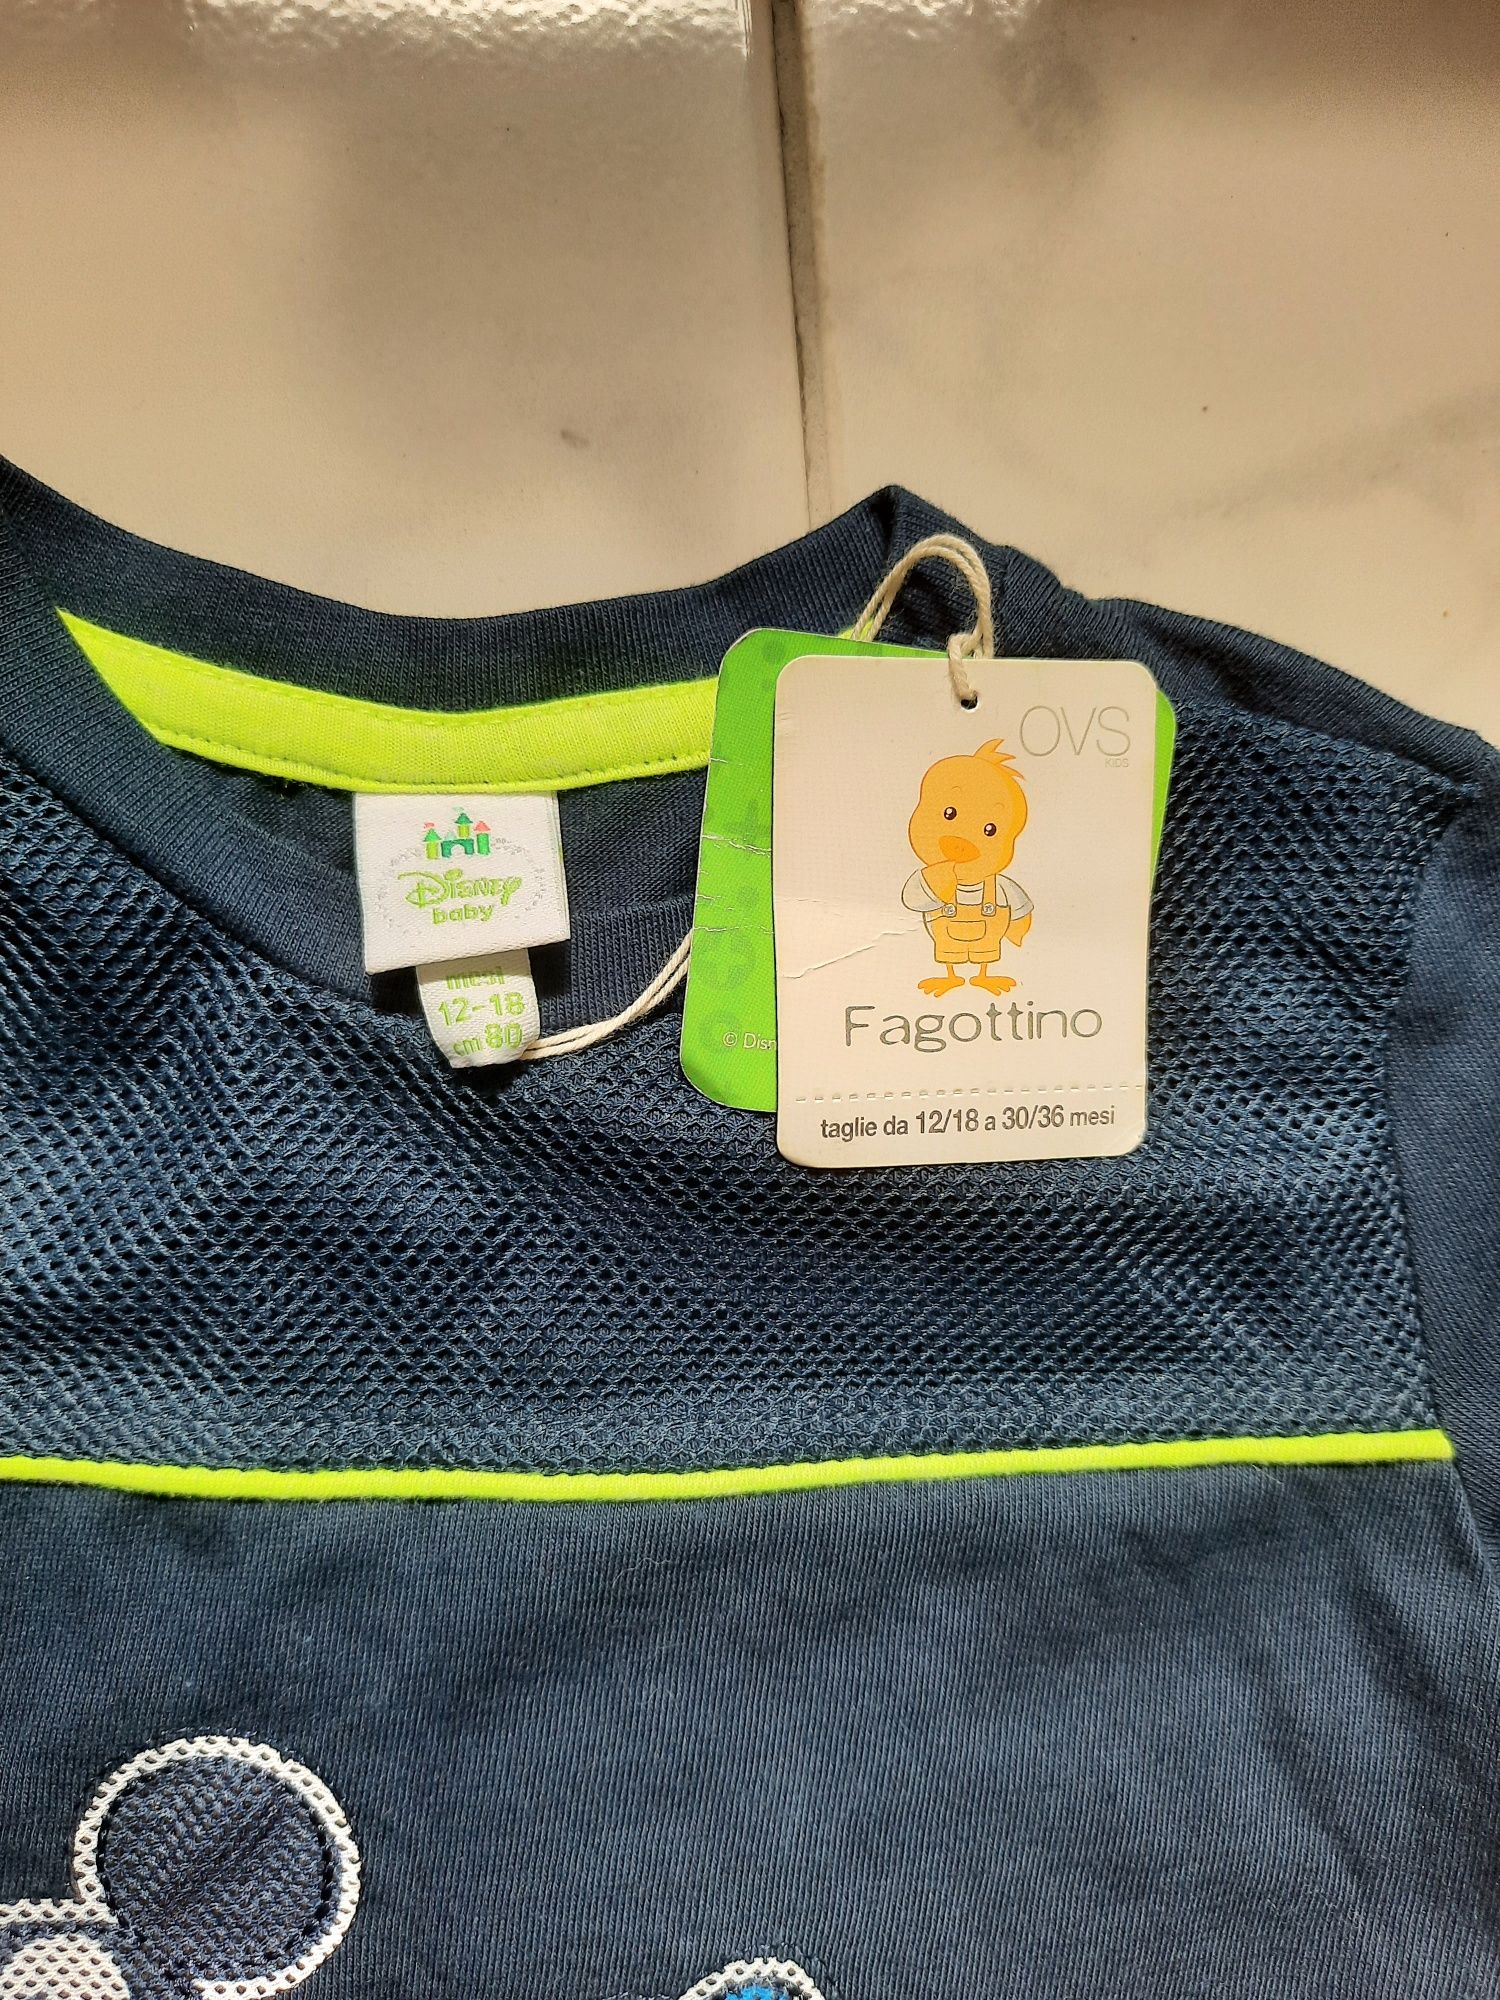 Disney
baby
mesi
12-18
cm 80
OVS
KIDS
Fagottino
taglie da 12/18 a 30/36 mesi
© Disn